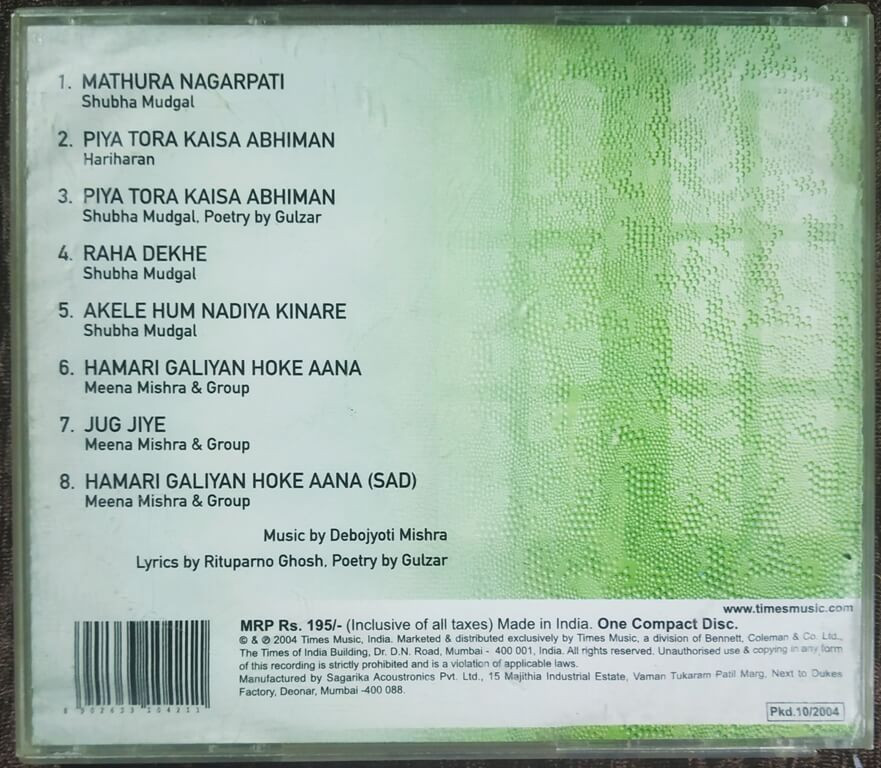 1. MATHURA NAGARPATI
Shubha Mudgal
2. PIYA TORA KAISA ABHIMAN
Hariharan
3. PIYA TORA KAISA ABHIMAN
Shubha Mudgal, Poetry by Gulzar
4. RAHA DEKHE
Shubha Mudgal
5. AKELE HUM NADIYA KINARE
Shubha Mudgal
6. HAMARI GALIYAN HOKE AANA
Meena Mishra & Group
7. JUG JIYE
Meena Mishra & Group
8. HAMARI GALIYAN HOKE AANA (SAD)
Meena Mishra & Group
Music by Debojyoti Mishra
Lyrics by Rituparno Ghosh, Poetry by Gulzar
www.timesmusic.com
MRP Rs. 195/- (Inclusive of all taxes) Made in India. One Compact Disc.
© & ℗ 2004 Times Music, India. Marketed & distributed exclusively by Times Music, a division of Bennett, Coleman & Co. Ltd.,
The Times of India Building, Dr. D.N. Road, Mumbai - 400 001, India. All rights reserved. Unauthorised use & copying in any form
of this recording is strictly prohibited and is a violation of applicable laws.
Manufactured by Sagarika Acoustronics Pvt. Ltd., 15 Majithia Industrial Estate, Vaman Tukaram Patil Marg, Next to Dukes
Factory, Deonar, Mumbai -400 088.
Pkd.10/2004